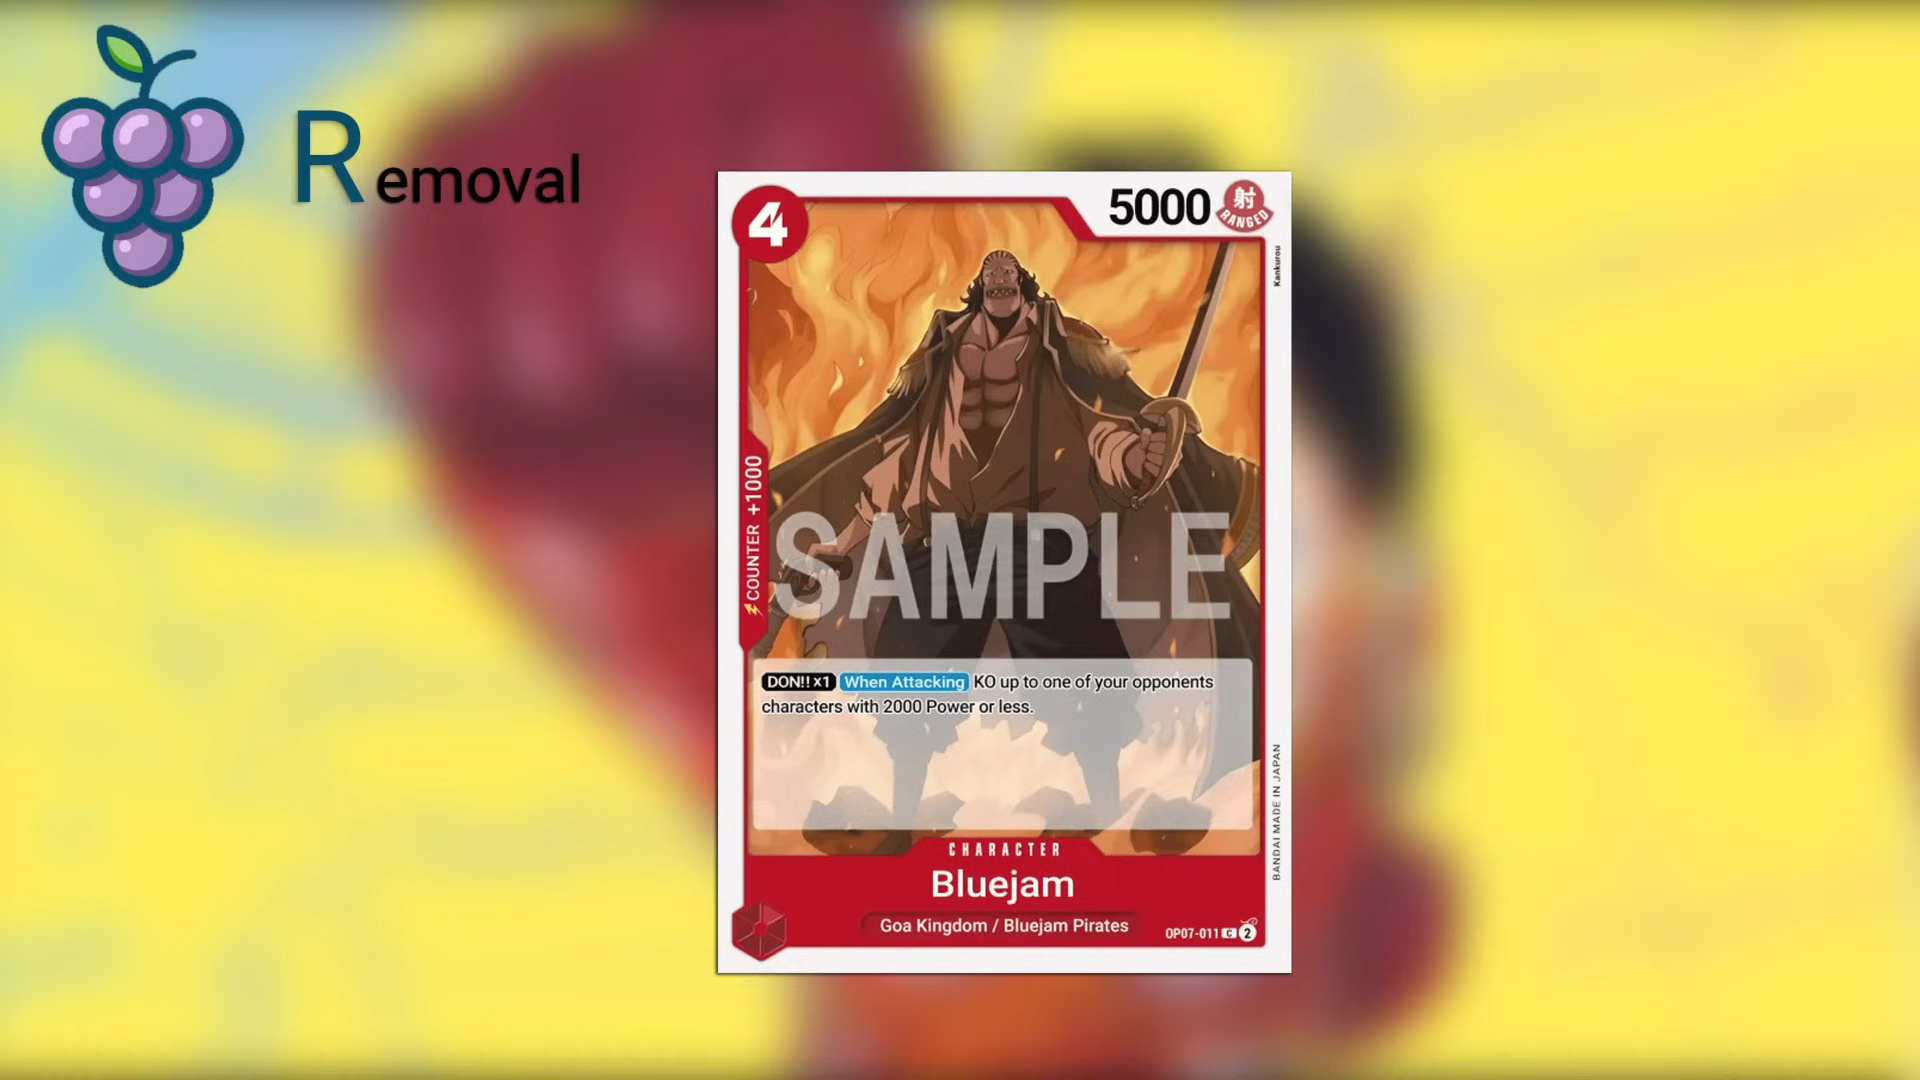 Removal
4
5000
射
RANGED
Kankurou
COUNTER +1000
SAMPLE
DON!! x1 When Attacking KO up to one of your opponents
characters with 2000 Power or less.
BANDAI MADE IN JAPAN
CHARACTER
Bluejam
Goa Kingdom / Bluejam Pirates
OP07-011 C 2